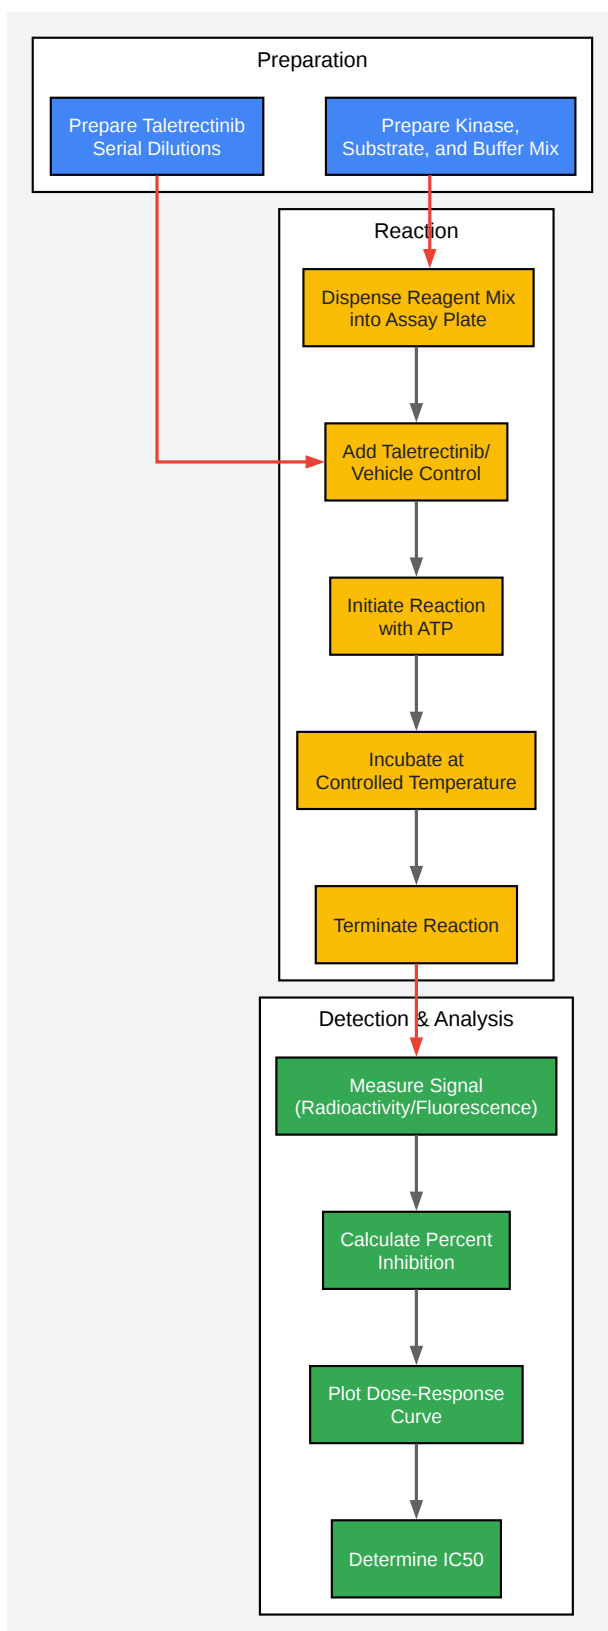 Preparation
Prepare Taletrectinib
Serial Dilutions
Prepare Kinase,
Substrate, and Buffer Mix
Reaction
Dispense Reagent Mix
into Assay Plate
Add Taletrectinib/
Vehicle Control
Initiate Reaction
with ATP
Incubate at
Controlled Temperature
Terminate Reaction
Detection & Analysis
Measure Signal
(Radioactivity/Fluorescence)
Calculate Percent
Inhibition
Plot Dose-Response
Curve
Determine IC50